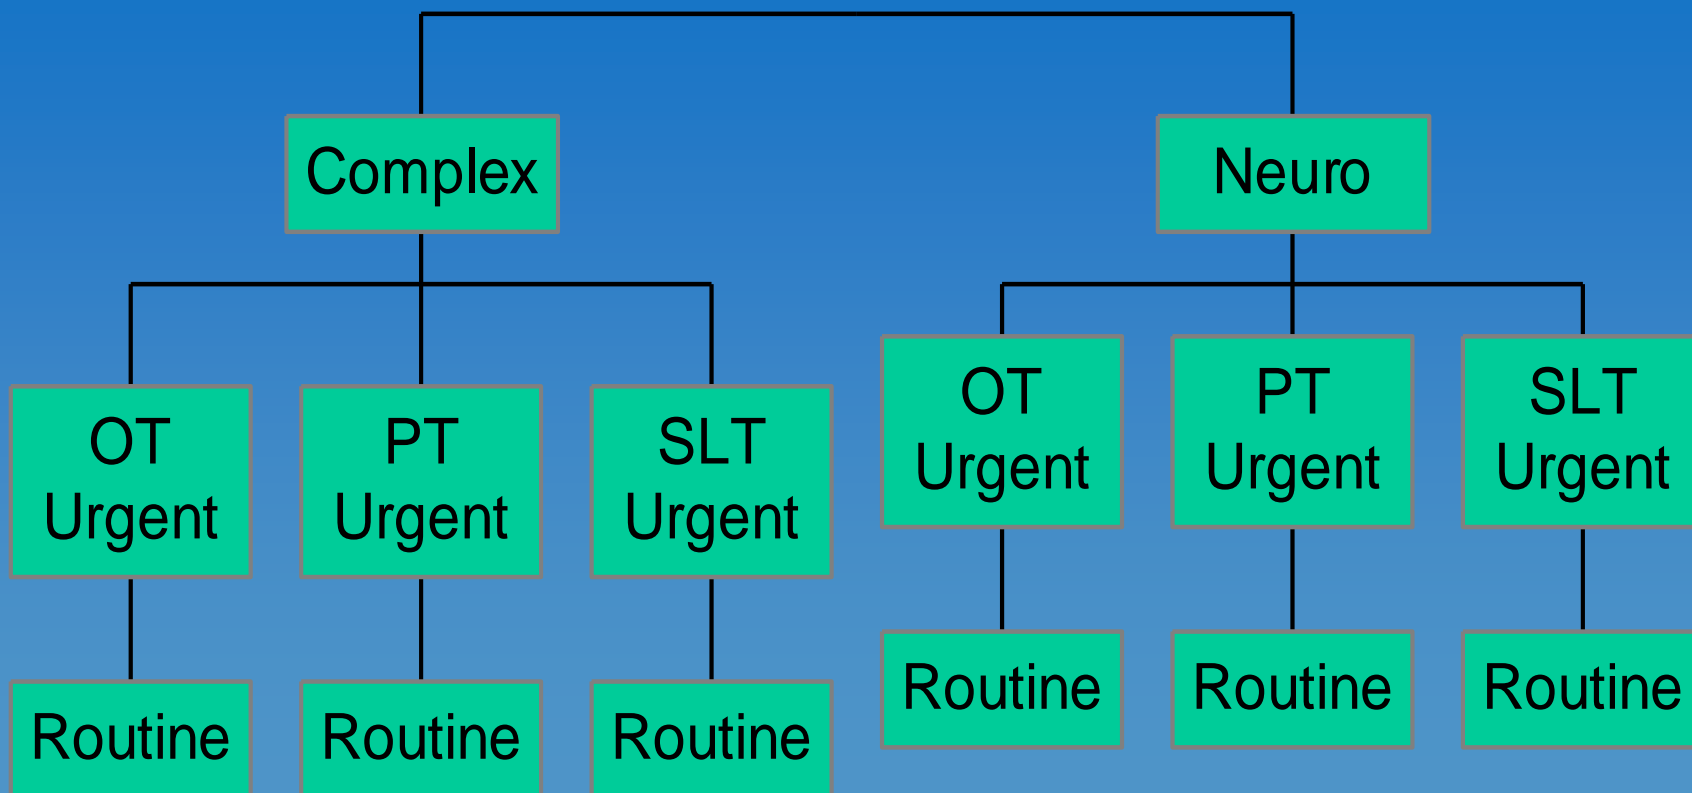 Complex
Neuro
OT
Urgent
PT
Urgent
SLT
Urgent
OT
Urgent
PT
Urgent
SLT
Urgent
Routine
Routine
Routine
Routine
Routine
Routine